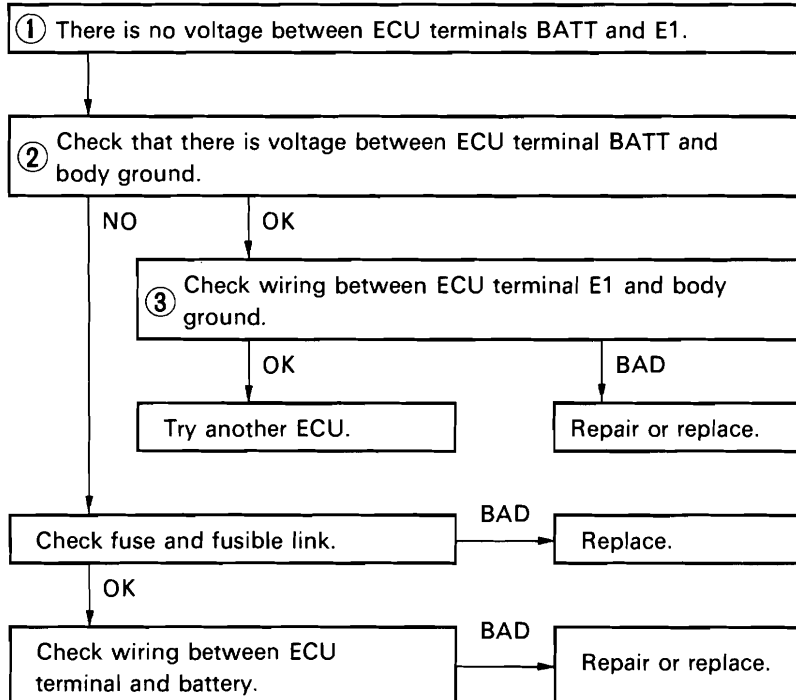 ① There is no voltage between ECU terminals BATT and E1.
② Check that there is voltage between ECU terminal BATT and
body ground.
NO
OK
③ Check wiring between ECU terminal E1 and body
ground.
OK
BAD
Try another ECU.
Repair or replace.
Check fuse and fusible link.
BAD
Replace.
OK
Check wiring between ECU
terminal and battery.
BAD
Repair or replace.